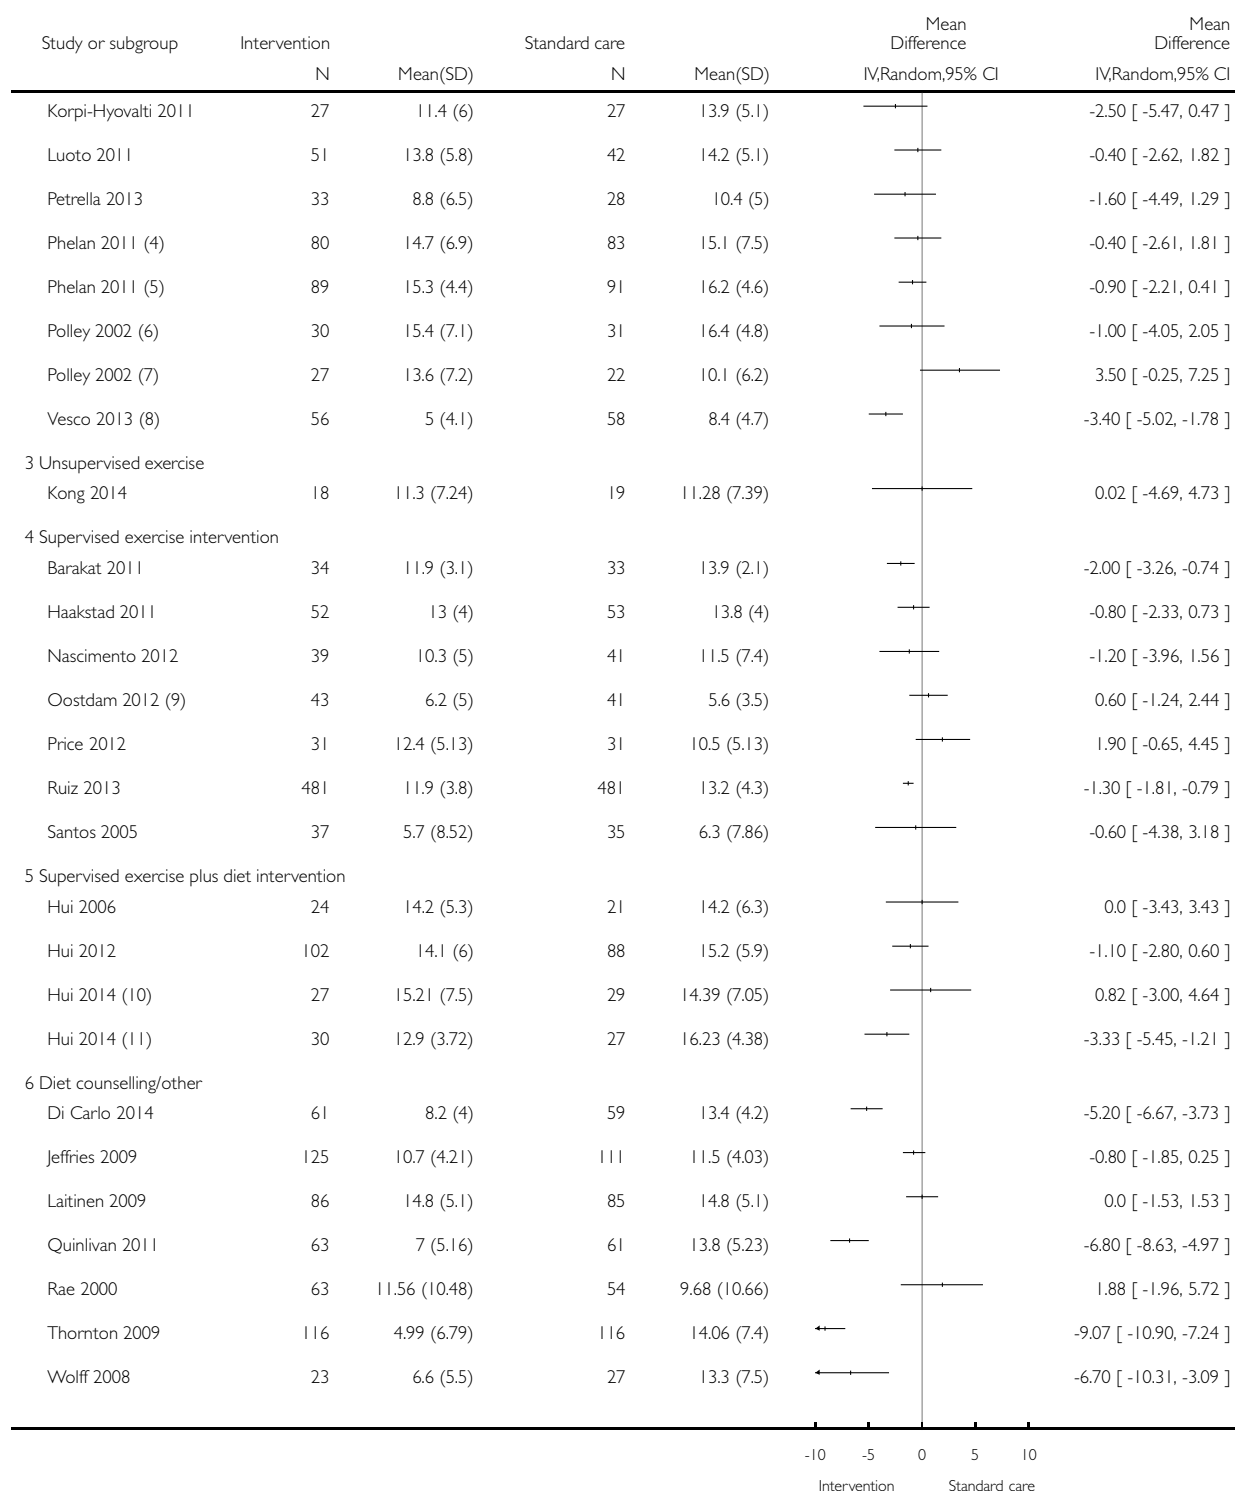 Mean Mean
Study or subgroup Intervention Standard care Difference Difference
N Mean(SD) N Mean(SD) IV,Random,95% CI IV,Random,95% CI
Korpi-Hyovalti 2011 27 11.4 (6) 27 13.9 (5.1) -2.50 [ -5.47, 0.47 ]
Luoto 2011 51 13.8 (5.8) 42 14.2 (5.1) -0.40 [ -2.62, 1.82 ]
Petrella 2013 33 8.8 (6.5) 28 10.4 (5) -1.60 [ -4.49, 1.29 ]
Phelan 2011 (4) 80 14.7 (6.9) 83 15.1 (7.5) -0.40 [ -2.61, 1.81 ]
Phelan 2011 (5) 89 15.3 (4.4) 91 16.2 (4.6) -0.90 [ -2.21, 0.41 ]
Polley 2002 (6) 30 15.4 (7.1) 31 16.4 (4.8) -1.00 [ -4.05, 2.05 ]
Polley 2002 (7) 27 13.6 (7.2) 22 10.1 (6.2) 3.50 [ -0.25, 7.25 ]
Vesco 2013 (8) 56 5 (4.1) 58 8.4 (4.7) -3.40 [ -5.02, -1.78 ]
3 Unsupervised exercise
Kong 2014 18 11.3 (7.24) 19 11.28 (7.39) 0.02 [ -4.69, 4.73 ]
4 Supervised exercise intervention
Barakat 2011 34 11.9 (3.1) 33 13.9 (2.1) -2.00 [ -3.26, -0.74 ]
Haakstad 2011 52 13 (4) 53 13.8 (4) -0.80 [ -2.33, 0.73 ]
Nascimento 2012 39 10.3 (5) 41 11.5 (7.4) -1.20 [ -3.96, 1.56 ]
Oostdam 2012 (9) 43 6.2 (5) 41 5.6 (3.5) 0.60 [ -1.24, 2.44 ]
Price 2012 31 12.4 (5.13) 31 10.5 (5.13) 1.90 [ -0.65, 4.45 ]
Ruiz 2013 481 11.9 (3.8) 481 13.2 (4.3) -1.30 [ -1.81, -0.79 ]
Santos 2005 37 5.7 (8.52) 35 6.3 (7.86) -0.60 [ -4.38, 3.18 ]
5 Supervised exercise plus diet intervention
Hui 2006 24 14.2 (5.3) 21 14.2 (6.3) 0.0 [ -3.43, 3.43 ]
Hui 2012 102 14.1 (6) 88 15.2 (5.9) -1.10 [ -2.80, 0.60 ]
Hui 2014 (10) 27 15.21 (7.5) 29 14.39 (7.05) 0.82 [ -3.00, 4.64 ]
Hui 2014 (11) 30 12.9 (3.72) 27 16.23 (4.38) -3.33 [ -5.45, -1.21 ]
6 Diet counselling/other
Di Carlo 2014 61 8.2 (4) 59 13.4 (4.2) -5.20 [ -6.67, -3.73 ]
Jeffries 2009 125 10.7 (4.21) 111 11.5 (4.03) -0.80 [ -1.85, 0.25 ]
Laitinen 2009 86 14.8 (5.1) 85 14.8 (5.1) 0.0 [ -1.53, 1.53 ]
Quinlivan 2011 63 7 (5.16) 61 13.8 (5.23) -6.80 [ -8.63, -4.97 ]
Rae 2000 63 11.56 (10.48) 54 9.68 (10.66) 1.88 [ -1.96, 5.72 ]
Thornton 2009 116 4.99 (6.79) 116 14.06 (7.4) -9.07 [ -10.90, -7.24 ]
Wolff 2008 23 6.6 (5.5) 27 13.3 (7.5) -6.70 [ -10.31, -3.09 ]
-10 -5 0 5 10
Intervention Standard care